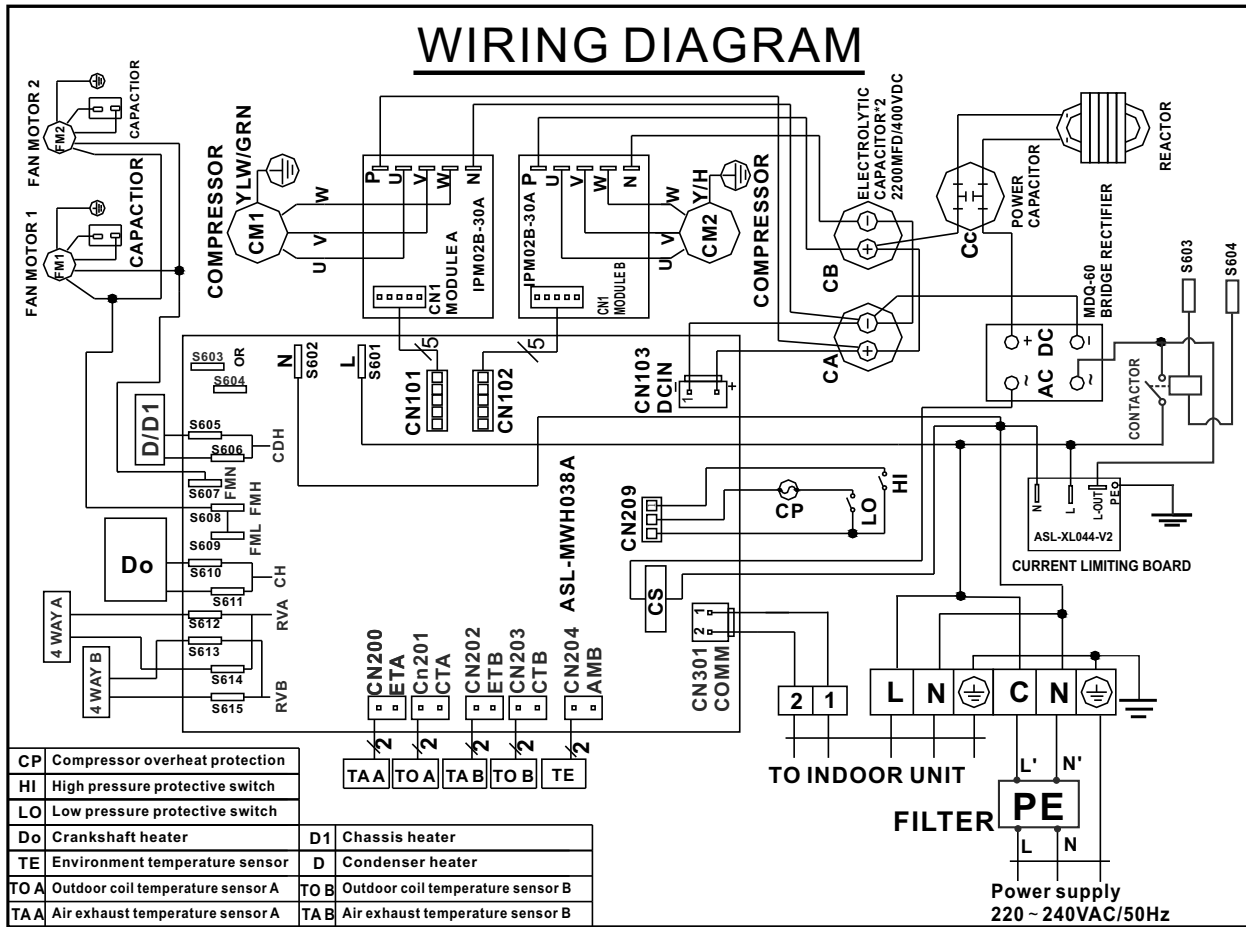 WIRING DIAGRAM
FAN MOTOR 2
FM2
CAPACTIOR
FAN MOTOR 1
FM1
CAPACTIOR
COMPRESSOR
YLW/GRN
CM1
W
V
U
P
U
V
W
N
CN1
MODULE A
IPM02B-30A
P
U
V
W
N
IPM02B-30A
CN1
MODULE B
W
V
U
Y/H
CM2
COMPRESSOR
ELECTROLYTIC
CAPACITOR*2
2200MFD/400VDC
-
+
CB
-
+
CA
POWER
CAPACITOR
CC
REACTOR
MDQ-60
BRIDGE RECTIFIER
+ DC -
~ AC ~
S603
S604
CONTACTOR
S603
OR
S604
N
S602
L
S601
5
CN101
5
CN102
CN103
DCIN
1
+
D/D1
S605
S606
CDH
S607
FMN
S608
FMH
S609
FML
Do
S610
S611
CH
4 WAY A
S612
RVA
S613
4 WAY B
S614
S615
RVB
ASL-MWH038A
CN209
CP
LO
HI
CS
CN301
COMM
1
2
N
L
L-OUT
PE
ASL-XL044-V2
CURRENT LIMITING BOARD
CN200
ETA
Cn201
CTA
CN202
ETB
CN203
CTB
CN204
AMB
2
2
2
2
2
TA A
TO A
TA B
TO B
TE
2 1
L N C N
TO INDOOR UNIT
L' N'
FILTER
PE
L N
Power supply
220 ~ 240VAC/50Hz
CP Compressor overheat protection
HI High pressure protective switch
LO Low pressure protective switch
Do Crankshaft heater D1 Chassis heater
TE Environment temperature sensor D Condenser heater
TO A Outdoor coil temperature sensor A TO B Outdoor coil temperature sensor B
TA A Air exhaust temperature sensor A TA B Air exhaust temperature sensor B